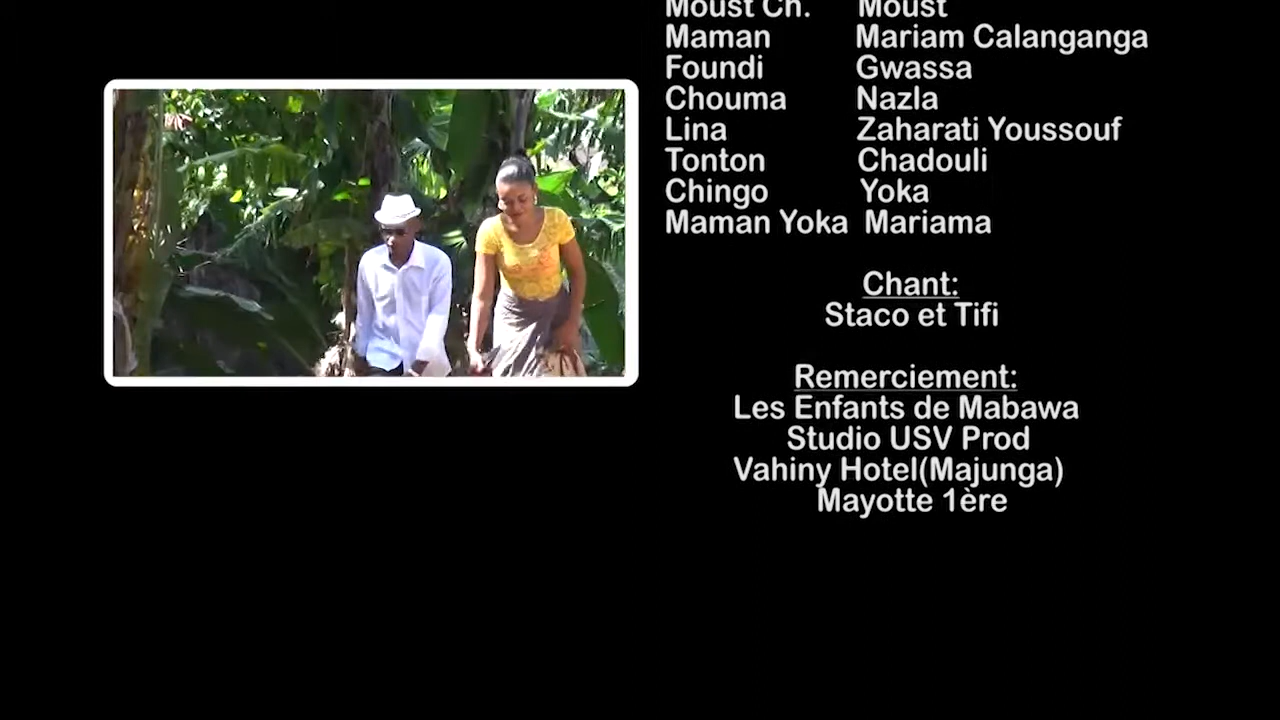 Moust Ch. Moust
Maman Mariam Calanganga
Foundi Gwassa
Chouma Nazla
Lina Zaharati Youssouf
Tonton Chadouli
Chingo Yoka
Maman Yoka Mariama
Chant:
Staco et Tifi
Remerciement:
Les Enfants de Mabawa
Studio USV Prod
Vahiny Hotel(Majunga)
Mayotte 1ère